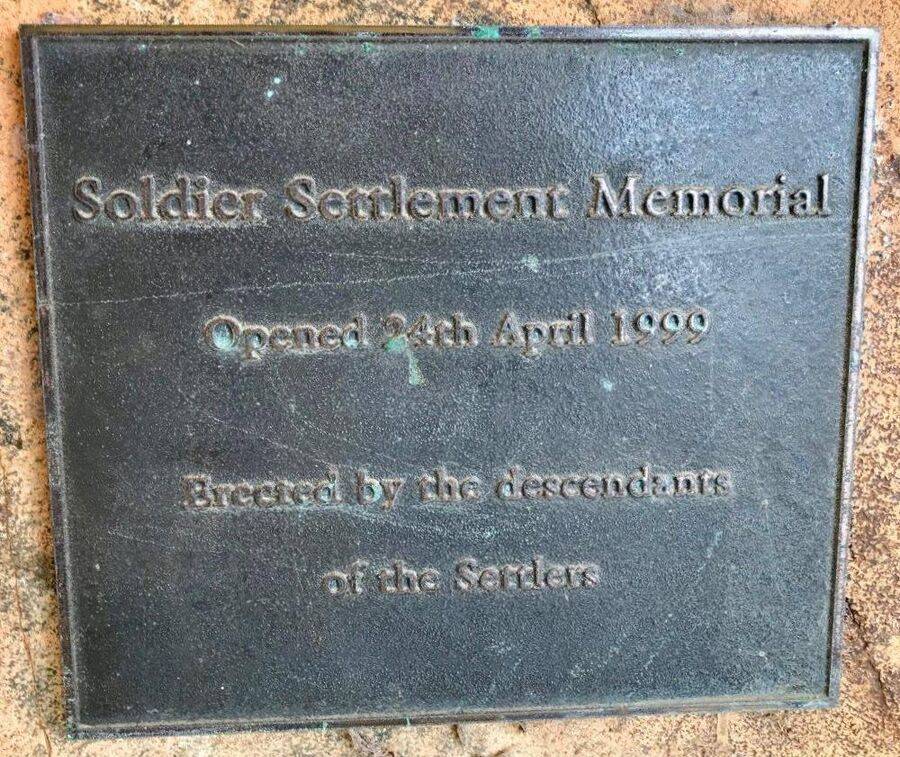 Soldier Settlement Memorial
Opened 24th April 1999
Erected by the descendants
of the Settlers